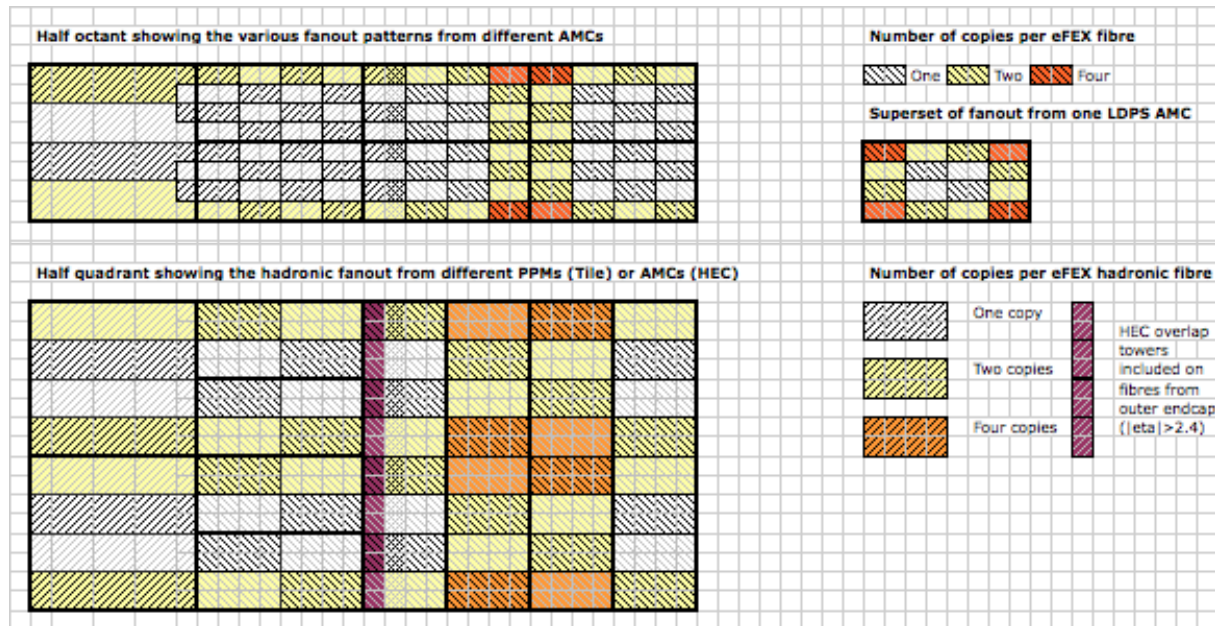 Half octant showing the various fanout patterns from different AMCs
Number of copies per eFEX fibre
One Two Four
Superset of fanout from one LDPS AMC
Half quadrant showing the hadronic fanout from different PPMs (Tile) or AMCs (HEC)
Number of copies per eFEX hadronic fibre
One copy
Two copies
Four copies
HEC overlap
towers
included on
fibres from
outer endcap
(|eta|>2.4)